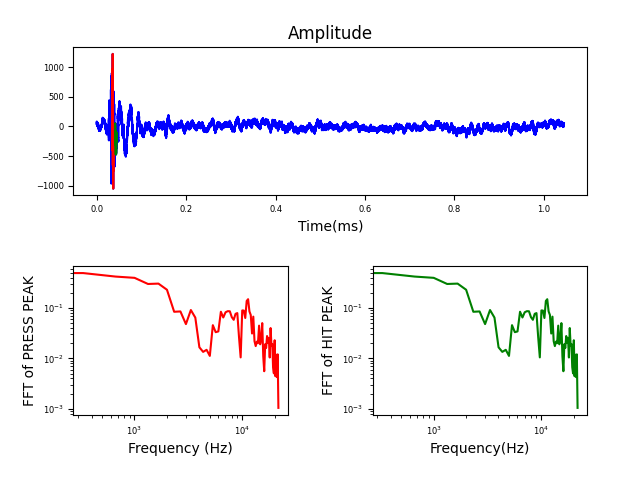 Amplitude
1000
500
0
−500
−1000
0.0 0.2 0.4 0.6 0.8 1.0
Time(ms)
FFT of PRESS PEAK
10⁻¹
10⁻²
10⁻³
10³ 10⁴
Frequency (Hz)
FFT of HIT PEAK
10⁻¹
10⁻²
10⁻³
10³ 10⁴
Frequency(Hz)